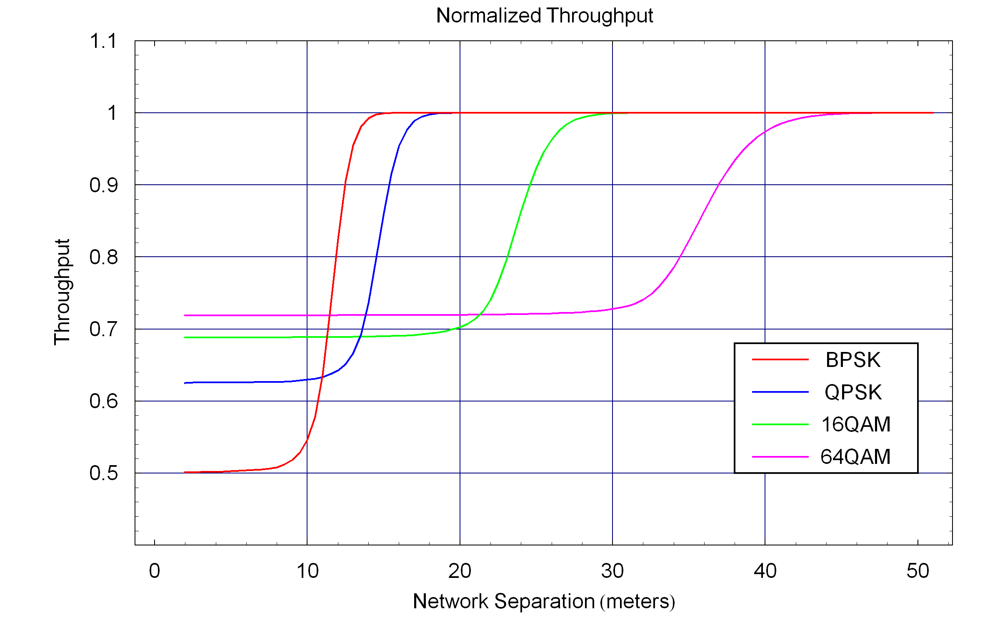 Normalized Throughput
1.1
1
0.9
0.8
0.7
0.6
0.5
Throughput
BPSK
QPSK
16QAM
64QAM
0 10 20 30 40 50
Network Separation (meters)